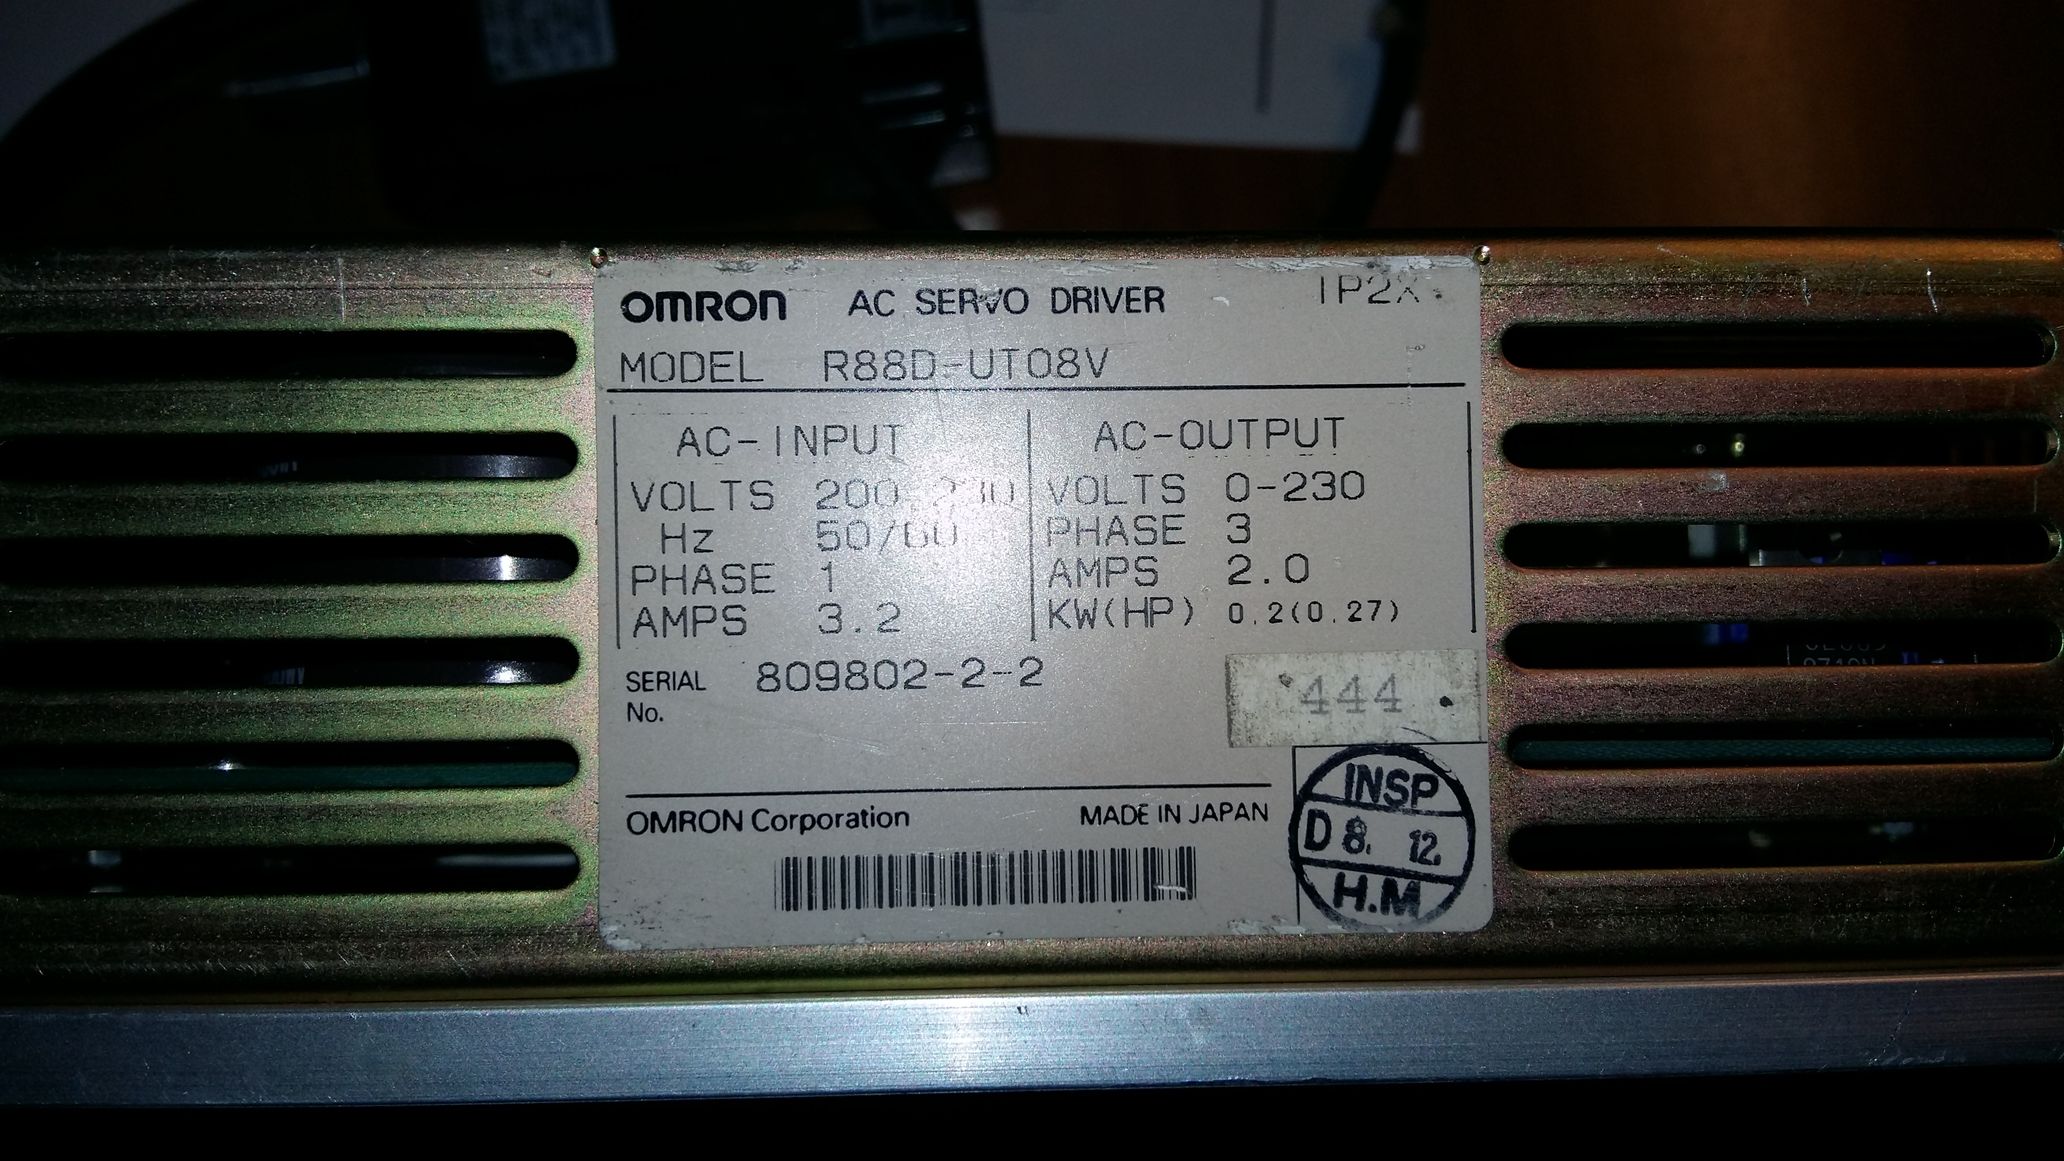 OMRON AC SERVO DRIVER IP2X
MODEL R88D-UT08V
AC-INPUT
VOLTS 200-230
Hz 50/60
PHASE 1
AMPS 3.2
AC-OUTPUT
VOLTS 0-230
PHASE 3
AMPS 2.0
KW(HP) 0.2(0.27)
SERIAL No. 809802-2-2
444
OMRON Corporation MADE IN JAPAN
INSP
D 8. 12.
H.M